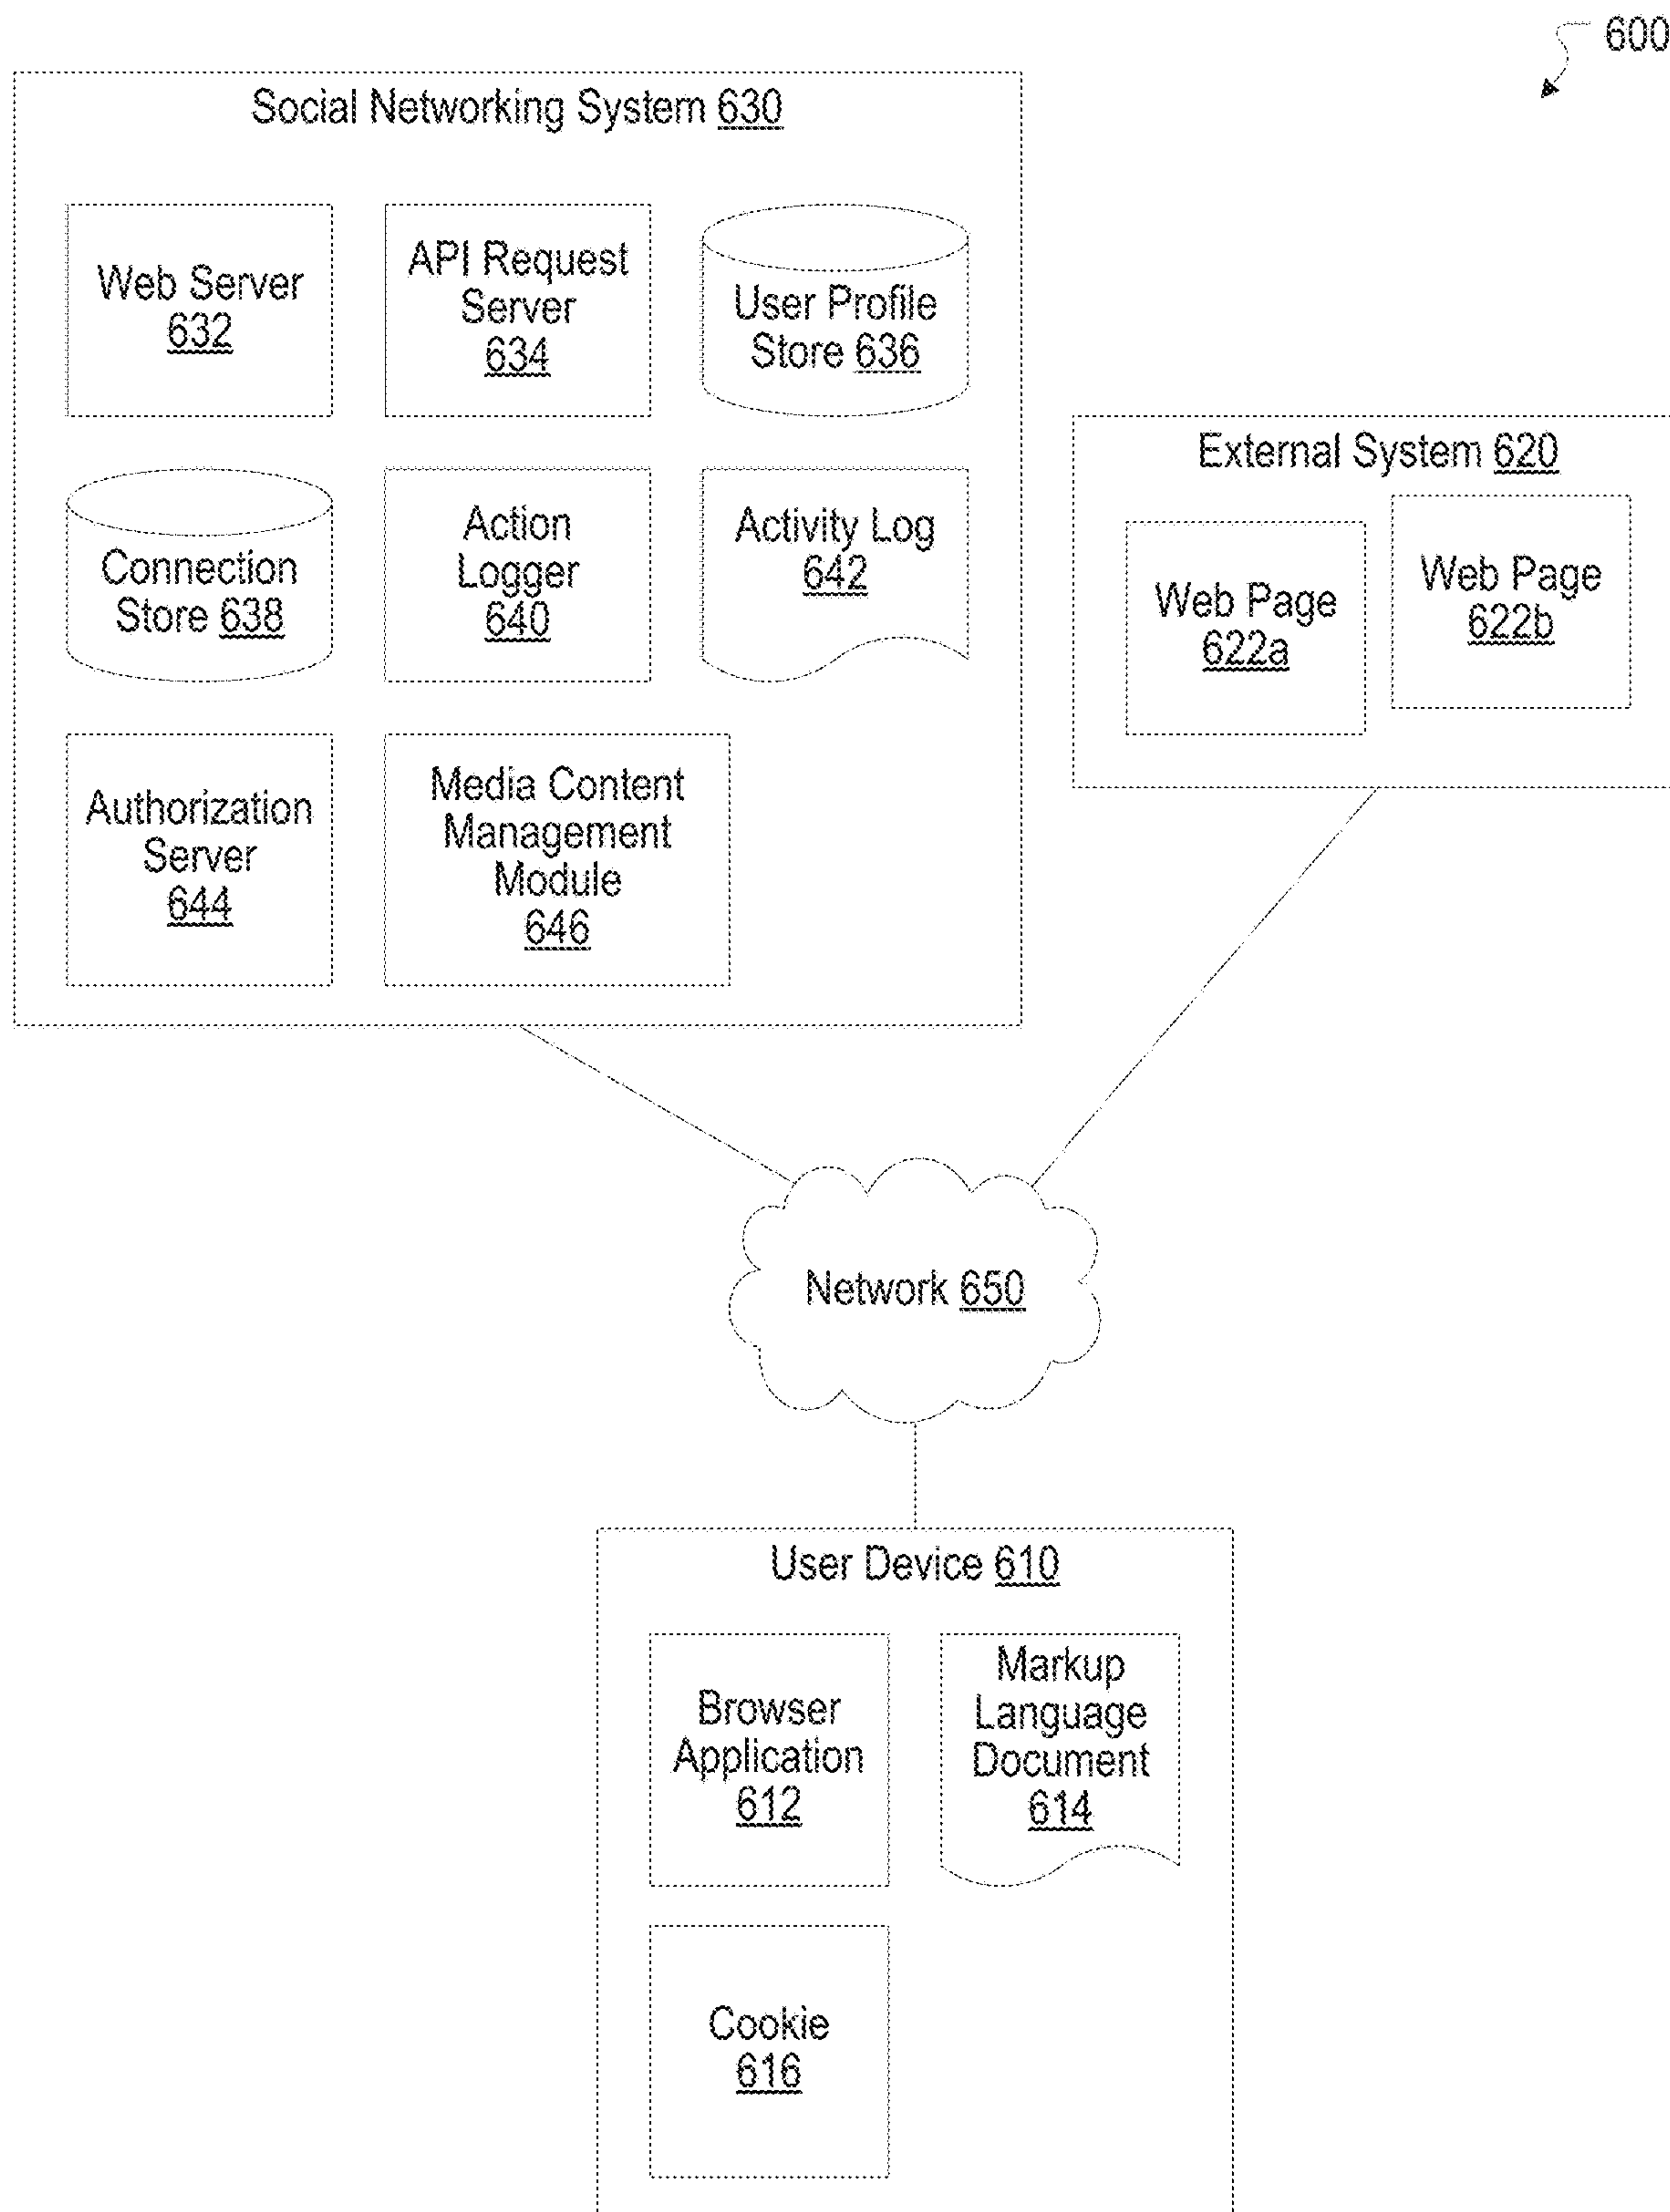 600
Social Networking System 630
Web Server
632
API Request
Server
634
User Profile
Store 636
Connection
Store 638
Action
Logger
640
Activity Log
642
Authorization
Server
644
Media Content
Management
Module
646
External System 620
Web Page
622a
Web Page
622b
Network 650
User Device 610
Browser
Application
612
Markup
Language
Document
614
Cookie
616